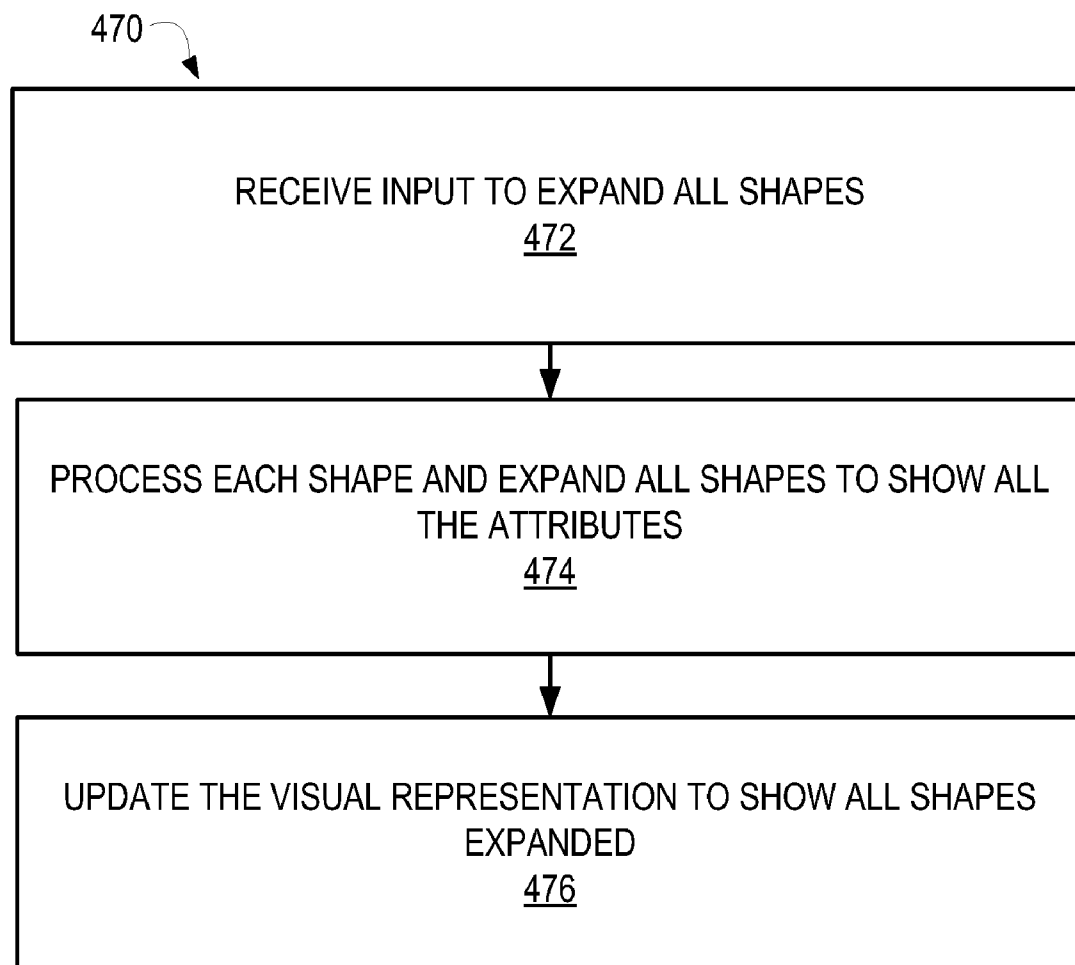 470
RECEIVE INPUT TO EXPAND ALL SHAPES
472
PROCESS EACH SHAPE AND EXPAND ALL SHAPES TO SHOW ALL
THE ATTRIBUTES
474
UPDATE THE VISUAL REPRESENTATION TO SHOW ALL SHAPES
EXPANDED
476